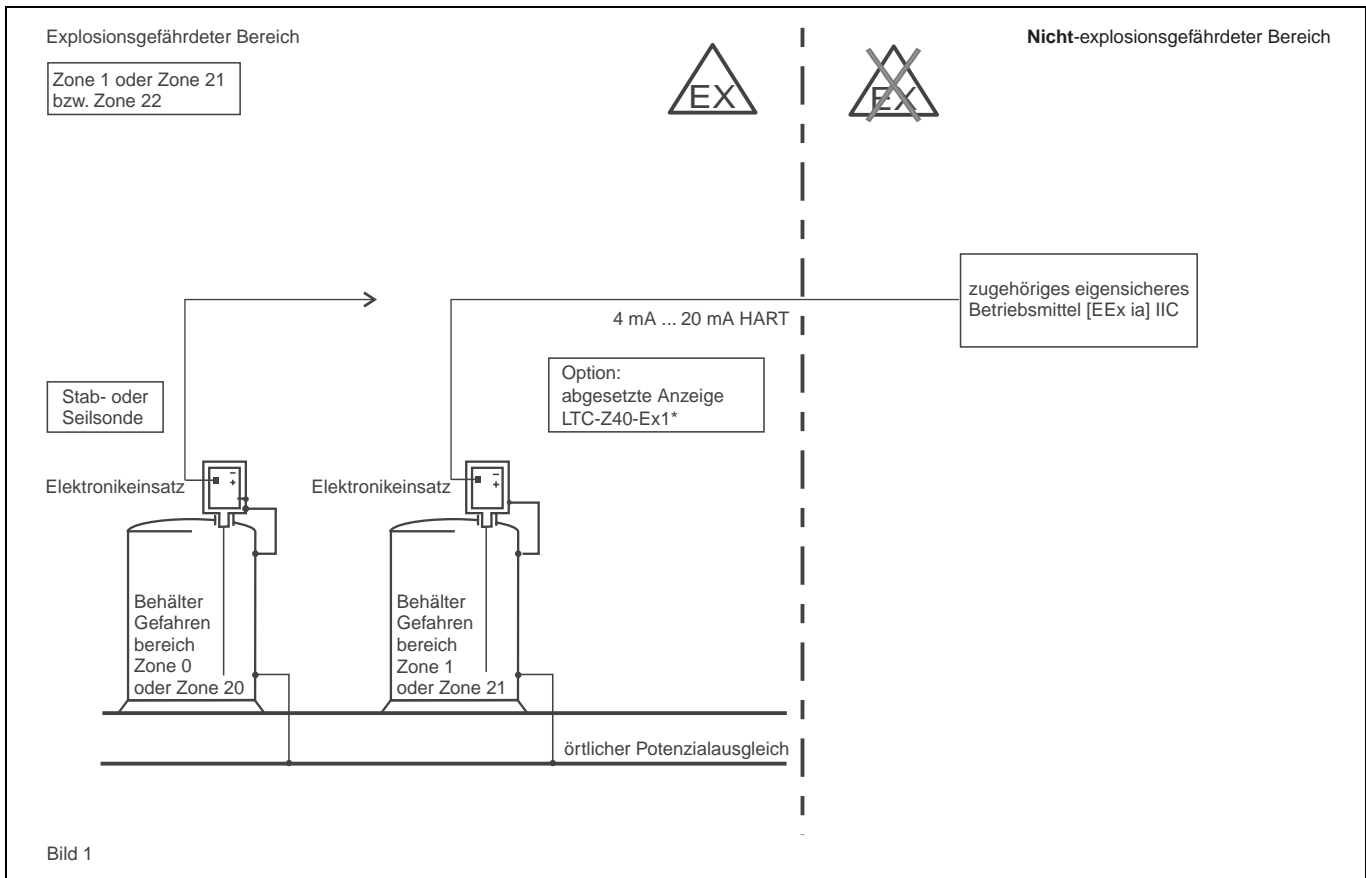 Explosionsgefährdeter Bereich
Nicht-explosionsgefährdeter Bereich
Zone 1 oder Zone 21
bzw. Zone 22
EX
EX
zugehöriges eigensicheres
Betriebsmittel [EEx ia] IIC
4 mA ... 20 mA HART
Option:
abgesetzte Anzeige
LTC-Z40-Ex1*
Stab- oder
Seilsonde
Elektronikeinsatz
- 
+
Elektronikeinsatz
-
+
Behälter
Gefahren
bereich
Zone 0
oder Zone 20
Behälter
Gefahren
bereich
Zone 1
oder Zone 21
örtlicher Potenzialausgleich
Bild 1